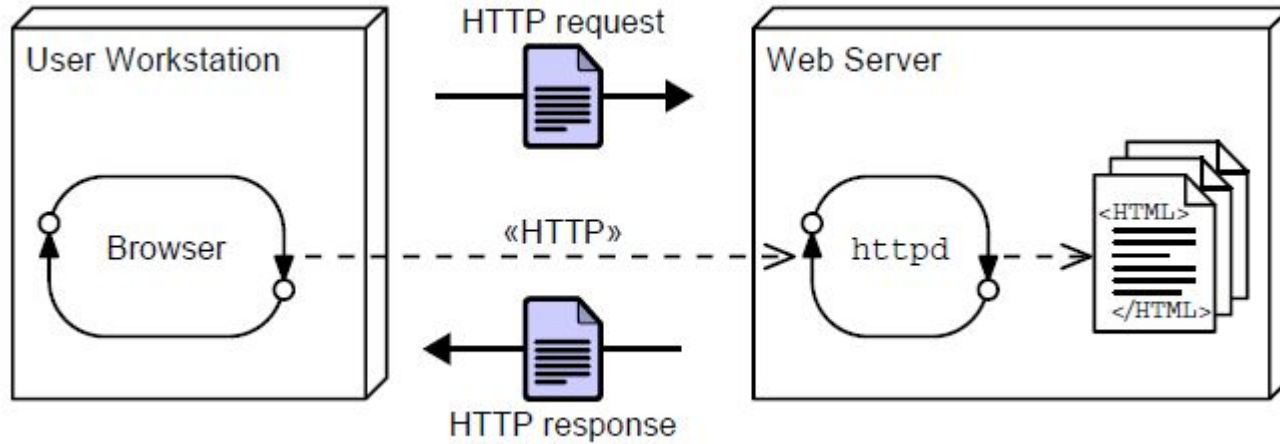 HTTP request
User Workstation
Web Server
Browser
«HTTP»
httpd
<HTML>
</HTML>
HTTP response